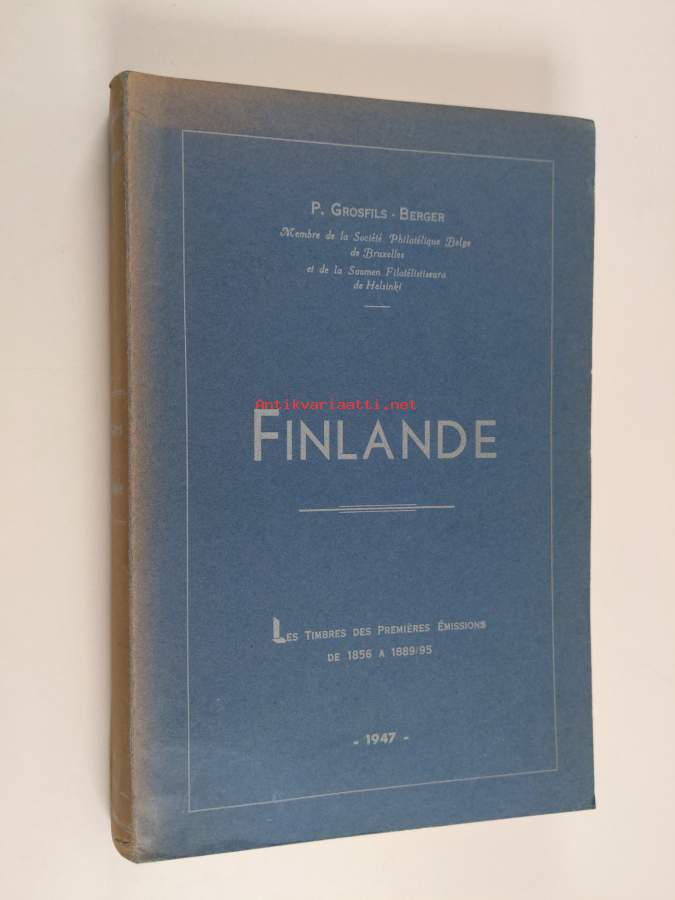 P. GROSFILS - BERGER
Membre de la Société Philatélique Belge
de Bruxelles
et de la Suomen Filatelistiseura
de Helsinki
Antikvariaatti.net
FINLANDE
LES TIMBRES DES PREMIÈRES ÉMISSIONS
DE 1856 A 1889/95
- 1947 -